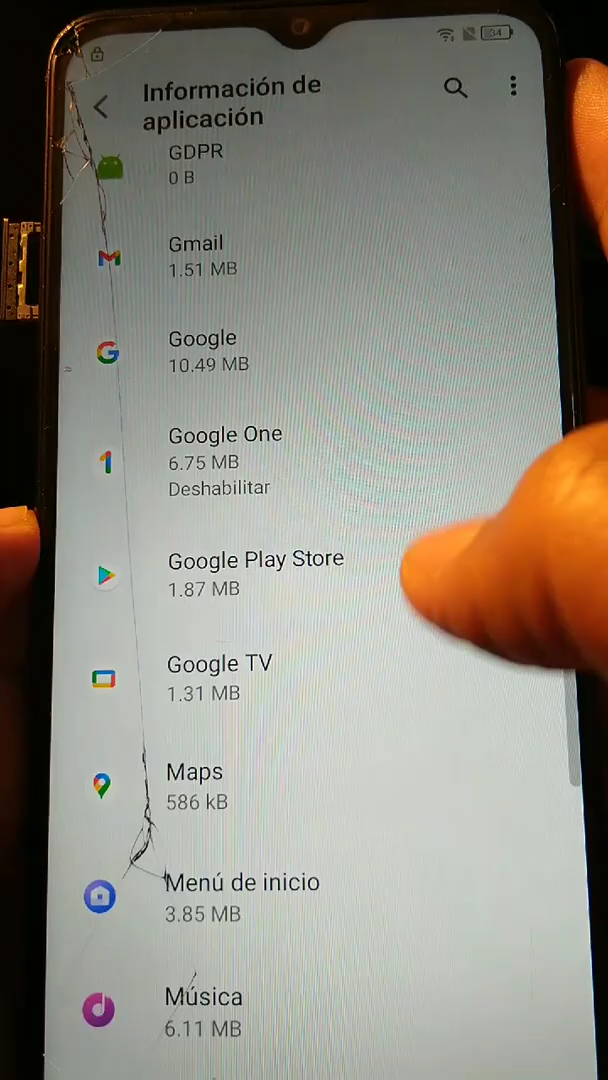 34
Información de
aplicación
GDPR
0 B
Gmail
1.51 MB
Google
10.49 MB
Google One
6.75 MB
Deshabilitar
Google Play Store
1.87 MB
Google TV
1.31 MB
Maps
586 kB
Menú de inicio
3.85 MB
Música
6.11 MB